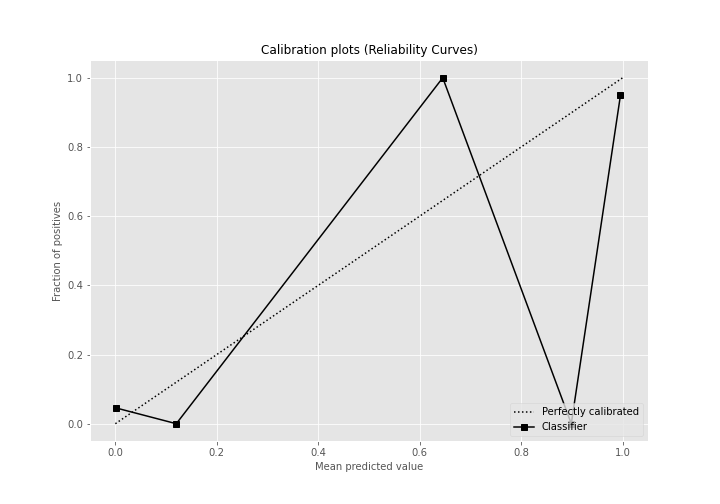 Calibration plots (Reliability Curves)
Fraction of positives
1.0
0.8
0.6
0.4
0.2
0.0
Perfectly calibrated
Classifier
0.0 0.2 0.4 0.6 0.8 1.0
Mean predicted value